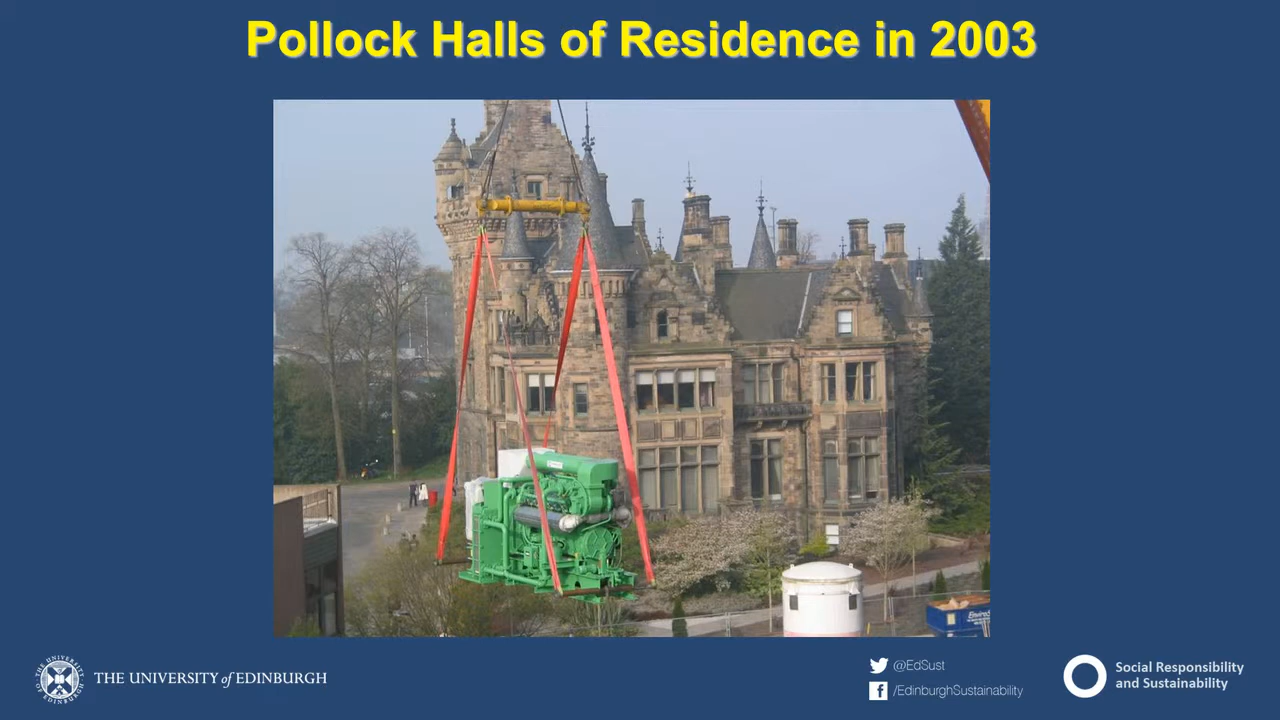 Pollock Halls of Residence in 2003
THE UNIVERSITY of EDINBURGH
@EdSust
/EdinburghSustainability
Social Responsibility
and Sustainability